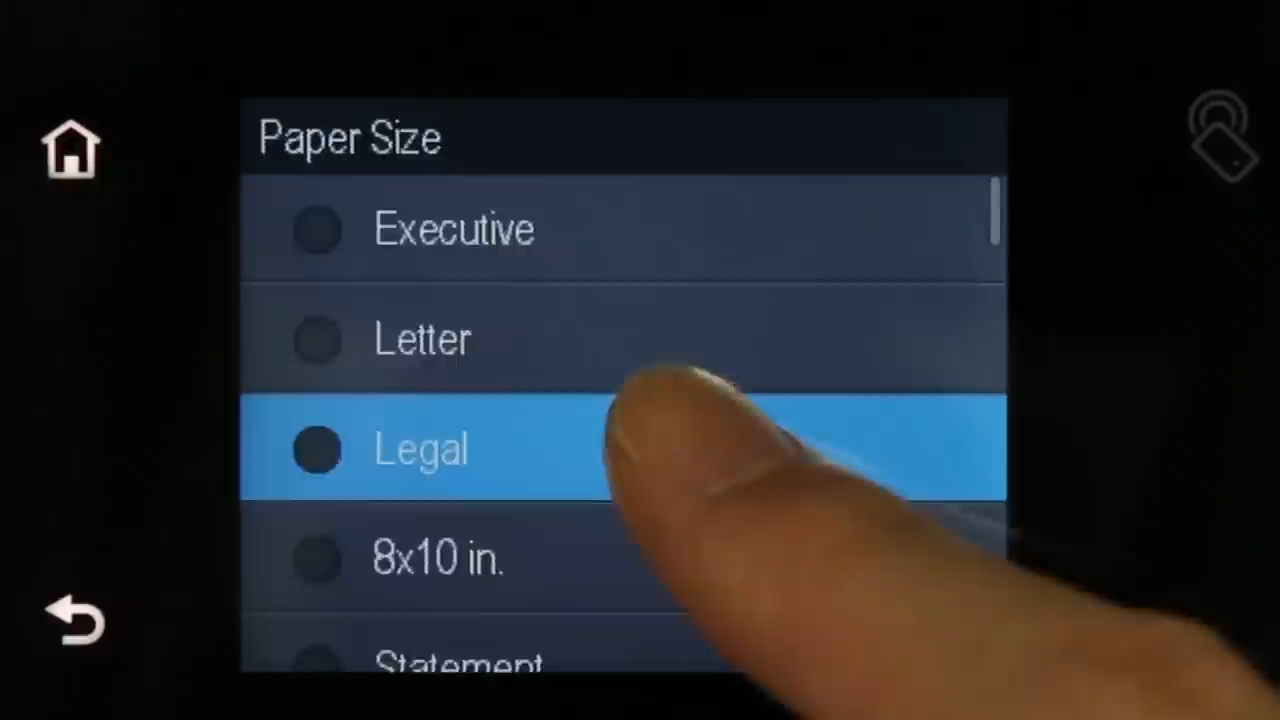 Paper Size
Executive
Letter
Legal
8x10 in.
Statement